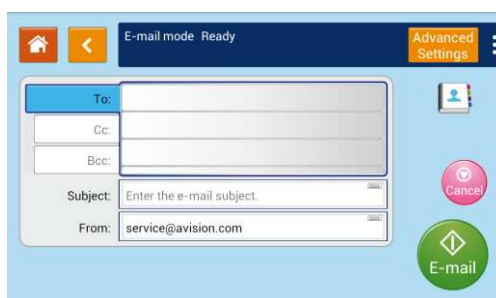 E-mail mode Ready
Advanced
Settings
To:
Cc:
Bcc:
Subject: Enter the e-mail subject.
From: service@avision.com
Cancel
E-mail